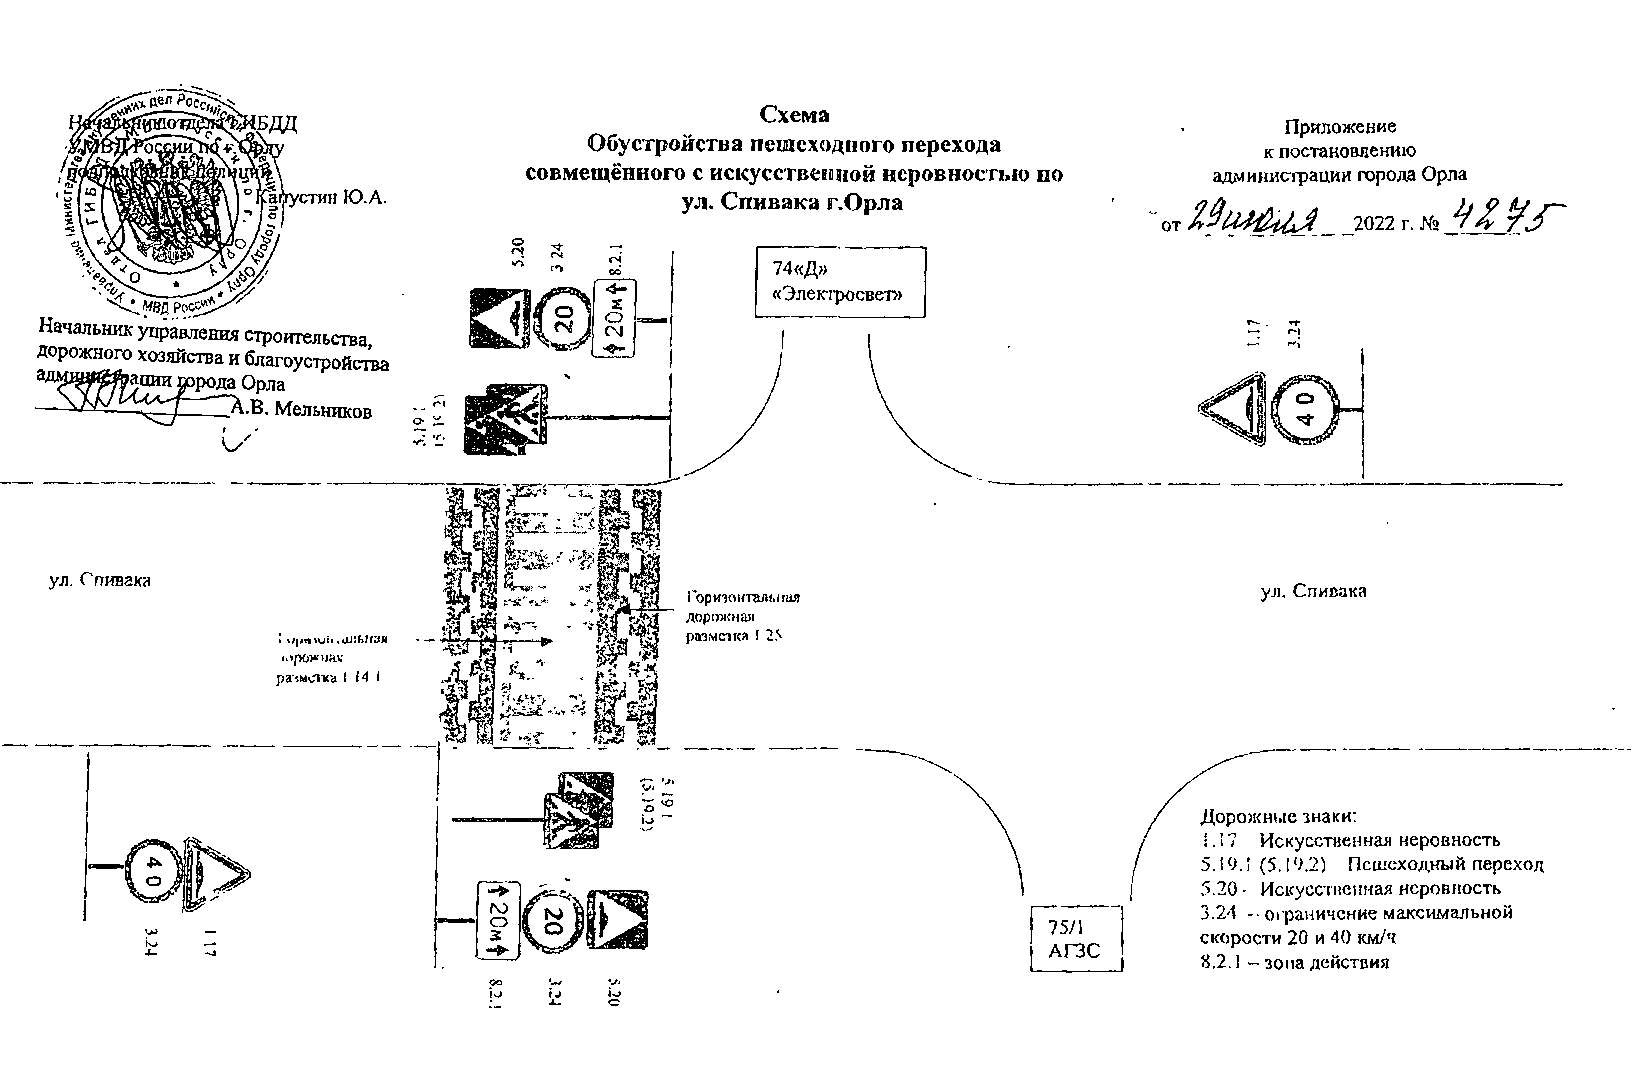 Начальник отдела ГИБДД
УМВД России по г. Орлу
подполковник полиции
Капустин Ю.А.
МВД России
Начальник управления строительства,
дорожного хозяйства и благоустройства
администрации города Орла
А.В. Мельников
Схема
Обустройства пешеходного перехода
совмещённого с искусственной неровностью по
ул. Спивака г.Орла
Приложение
к постановлению
администрации города Орла
от 29 июля 2022 г. № 4275
5.20
3.24
8.2.1
20
20м
74«Д»
«Электросвет»
1.17
3.24
40
5.19.1
(5.19.2)
ул. Спивака
Горизонтальная
дорожная
разметка 1.25
ул. Спивака
Горизонтальная
дорожная
разметка 1.14.1
5.19.1
(5.19.2)
40
3.24
1.17
20м
20
8.2.1
3.24
5.20
75/1
АГЗС
Дорожные знаки:
1.17 Искусственная неровность
5.19.1 (5.19.2) Пешеходный переход
5.20 - Искусственная неровность
3.24 -- ограничение максимальной
скорости 20 и 40 км/ч
8.2.1 – зона действия